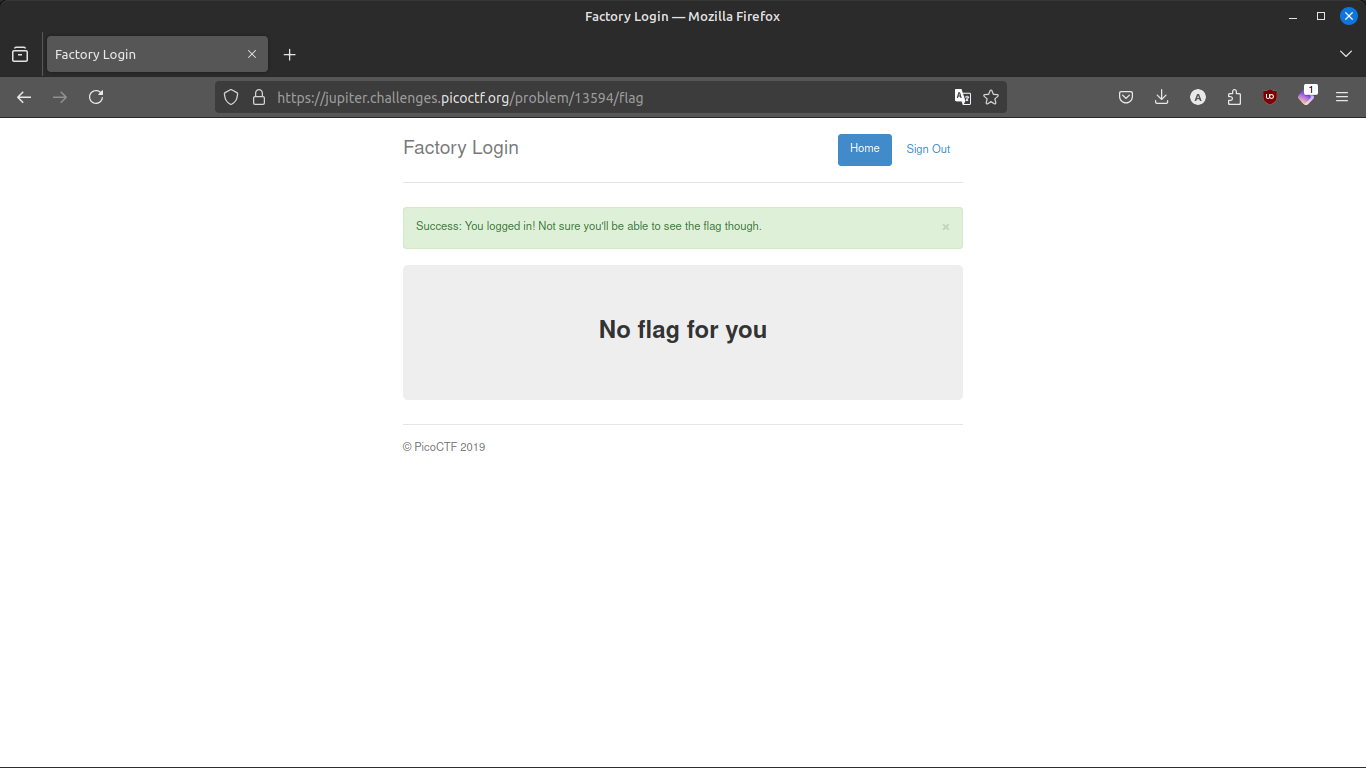 Factory Login — Mozilla Firefox
Factory Login
https://jupiter.challenges.picoctf.org/problem/13594/flag
A
UO
1
Factory Login
Home
Sign Out
Success: You logged in! Not sure you'll be able to see the flag though.
×
No flag for you
© PicoCTF 2019